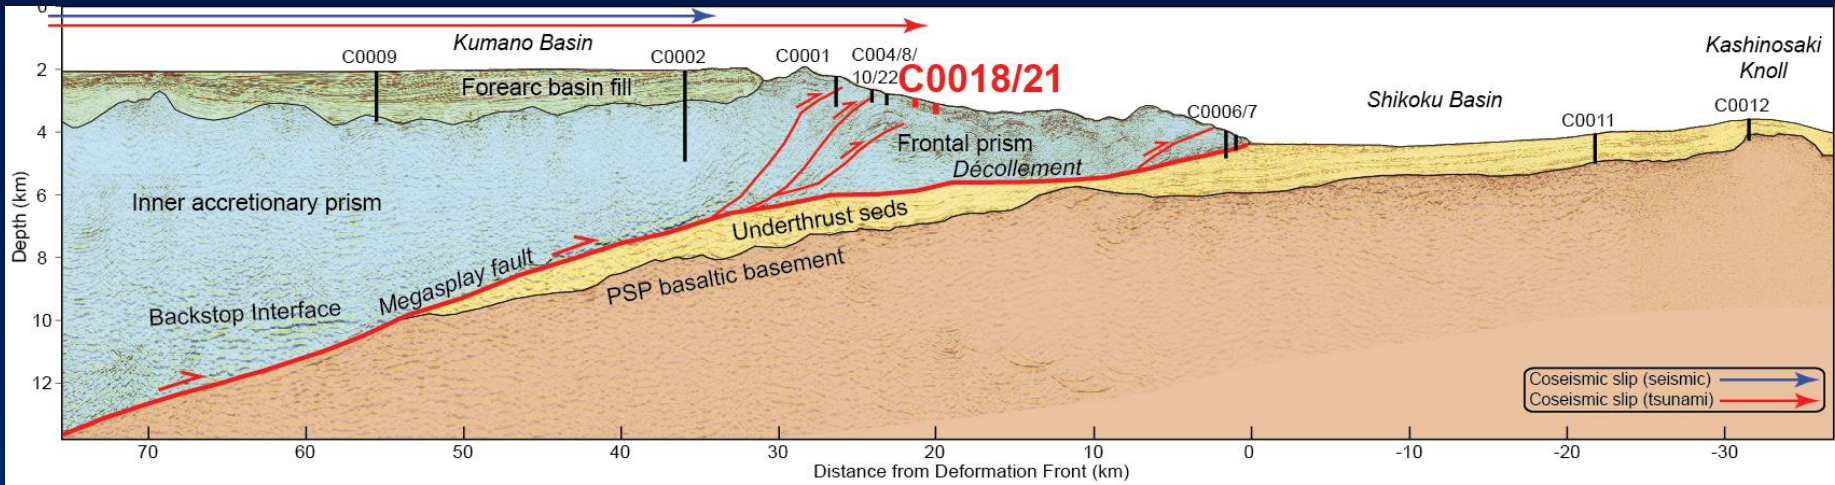 0
2
4
6
8
10
12
Depth (km)
Kumano Basin
C0009
C0002
C0001
C004/8/
10/22
C0018/21
Forearc basin fill
Frontal prism
Décollement
C0006/7
Shikoku Basin
C0011
Kashinosaki
Knoll
C0012
Inner accretionary prism
Underthrust seds
Megasplay fault
PSP basaltic basement
Backstop Interface
Coseismic slip (seismic)
Coseismic slip (tsunami)
70
60
50
40
30
20
10
0
-10
-20
-30
Distance from Deformation Front (km)